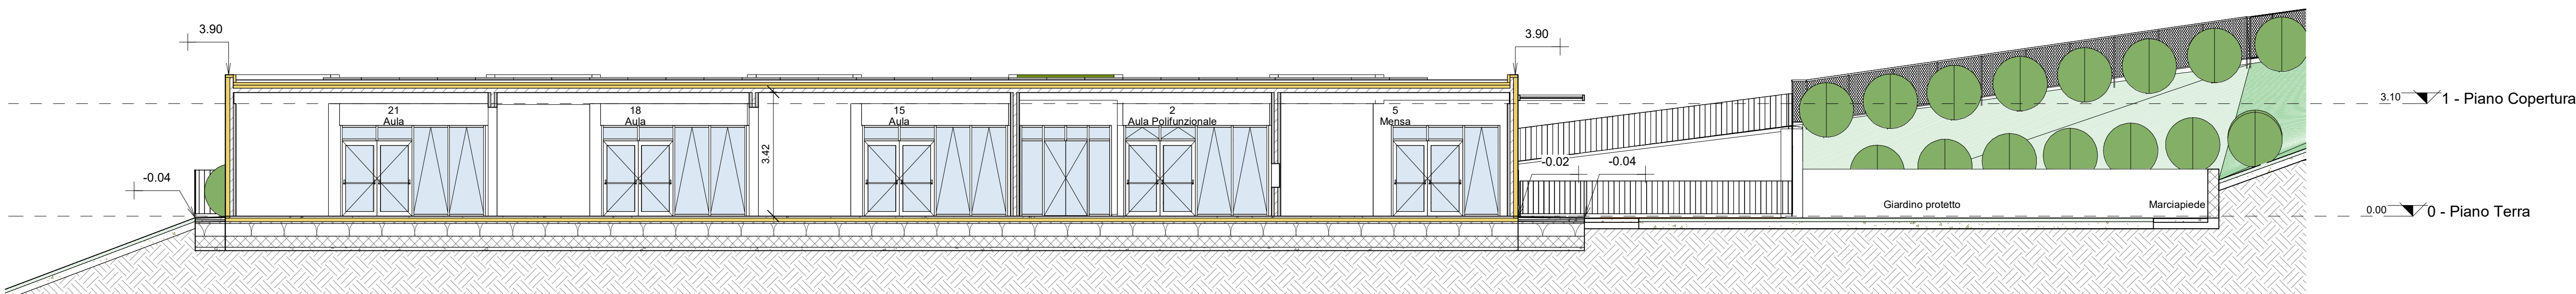 3.90
3.90
3.10 1 - Piano Copertura
21
Aula
18
Aula
15
Aula
2
Aula Polifunzionale
5
Mensa
3.42
-0.04
-0.02
-0.04
Giardino protetto
Marciapiede
0.00 0 - Piano Terra